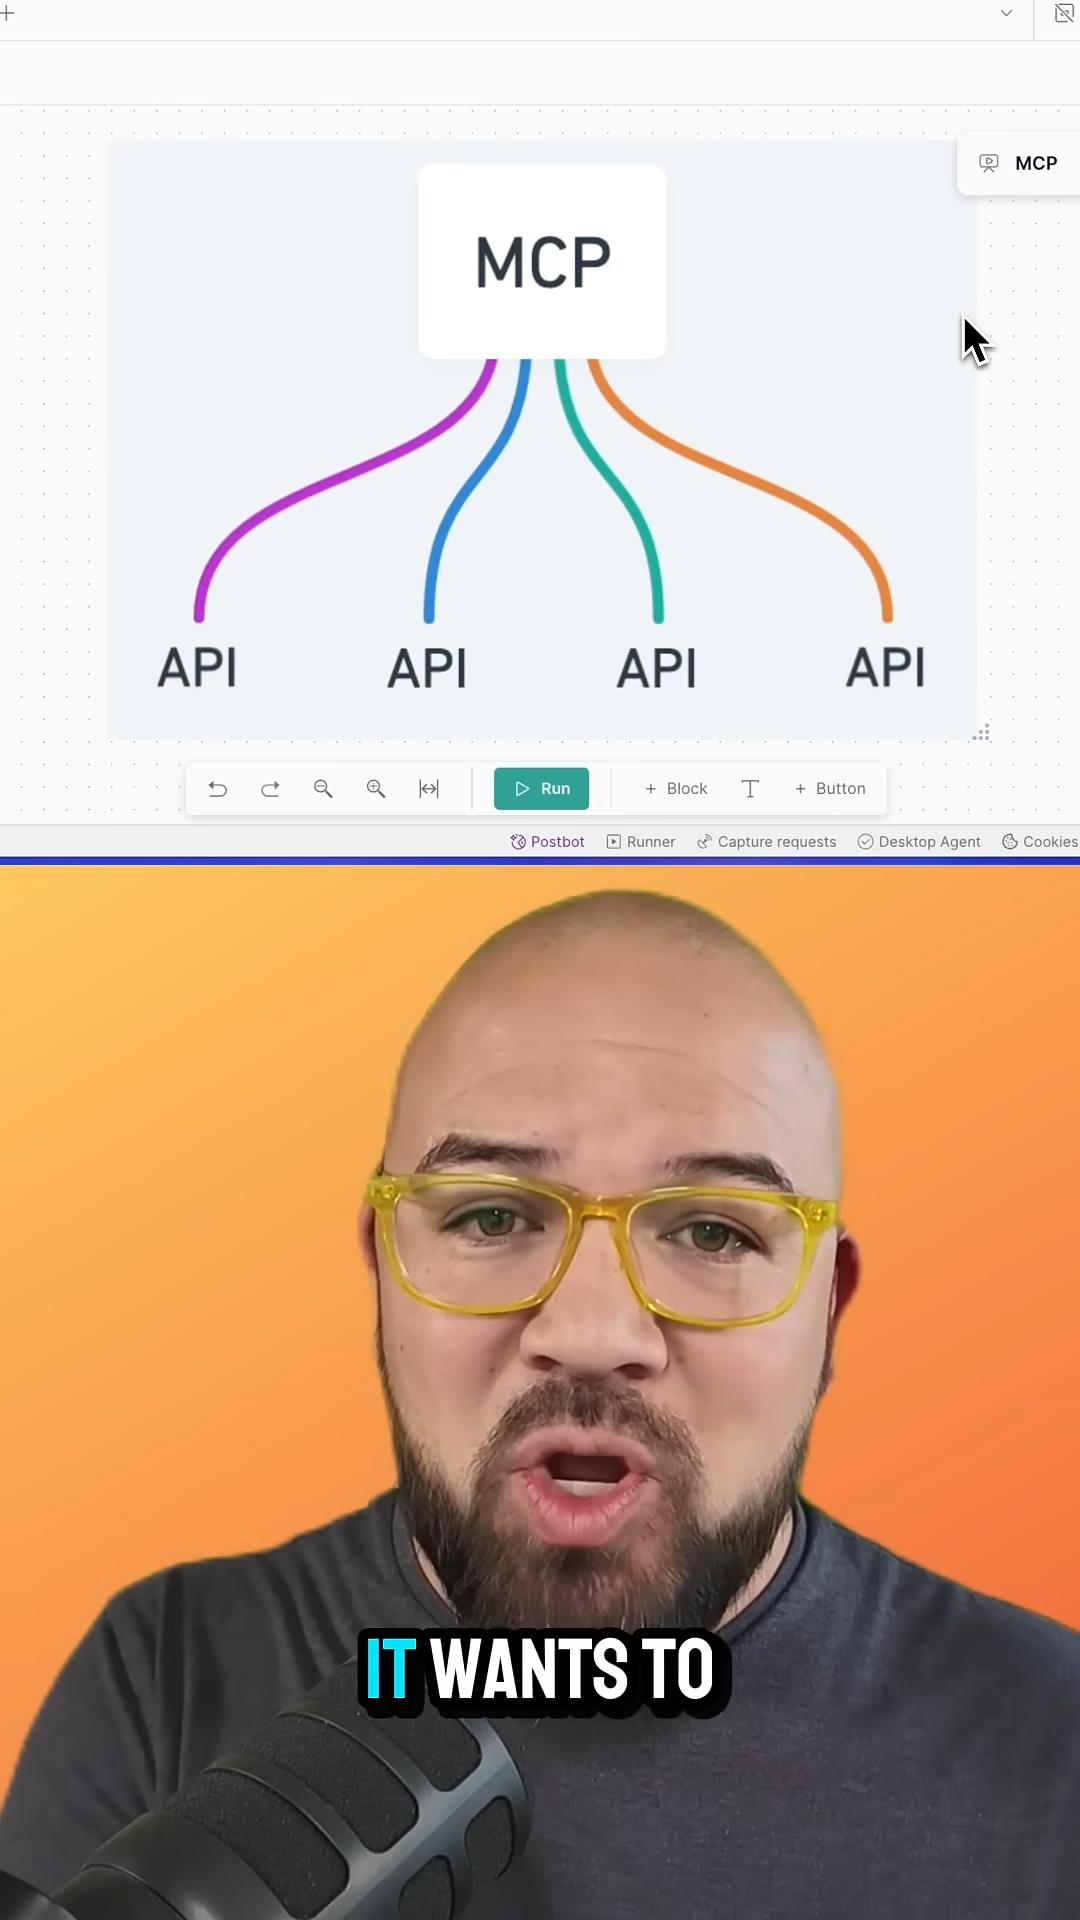 MCP
MCP
API API API API
Run + Block T + Button
Postbot Runner Capture requests Desktop Agent Cookies
IT WANTS TO